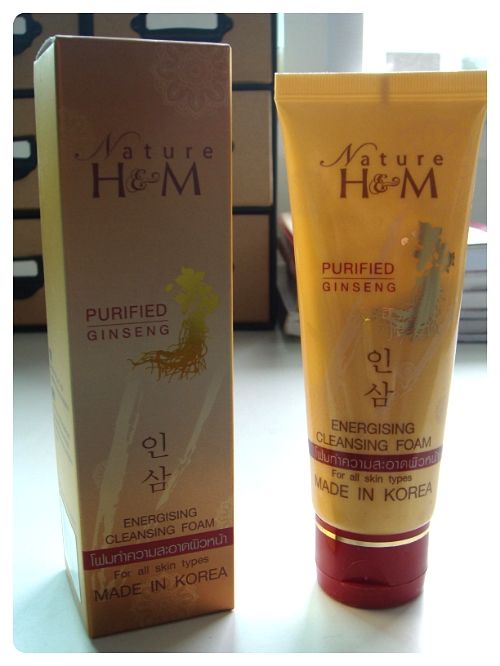 Nature
H&M
PURIFIED
GINSENG
인
삼
ENERGISING
CLEANSING FOAM
โฟมทำความสะอาดผิวหน้า
For all skin types
MADE IN KOREA
Nature
H&M
PURIFIED
GINSENG
인
삼
ENERGISING
CLEANSING FOAM
โฟมทำความสะอาดผิวหน้า
For all skin types
MADE IN KOREA